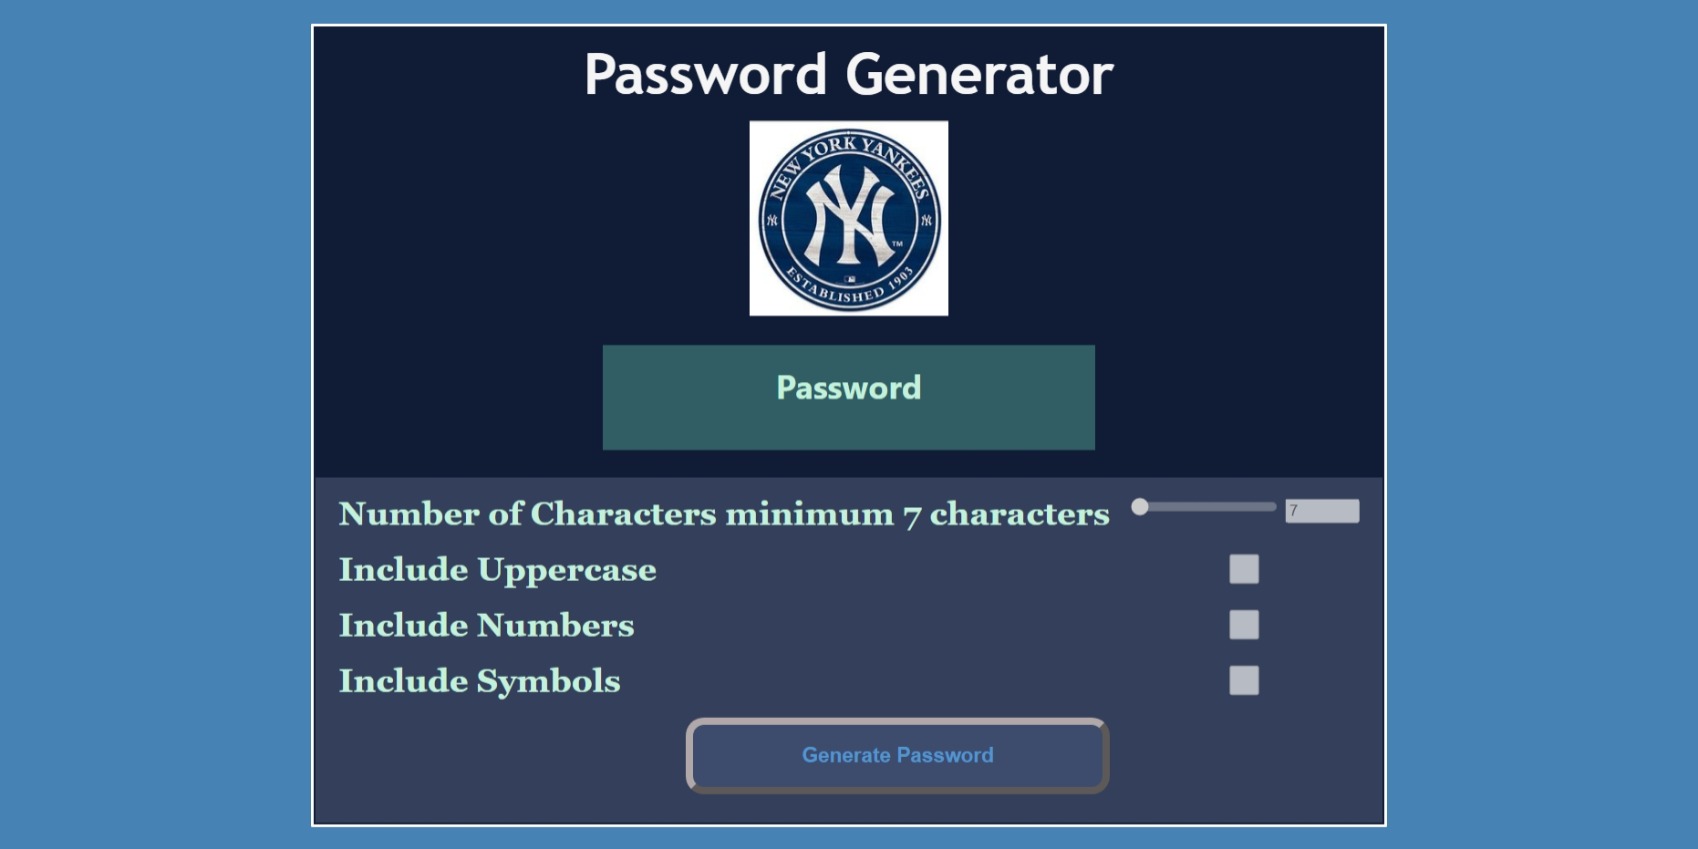 Password Generator
NEW YORK YANKEES
NY
TM
ESTABLISHED 1903
Password
Number of Characters minimum 7 characters
7
Include Uppercase
Include Numbers
Include Symbols
Generate Password